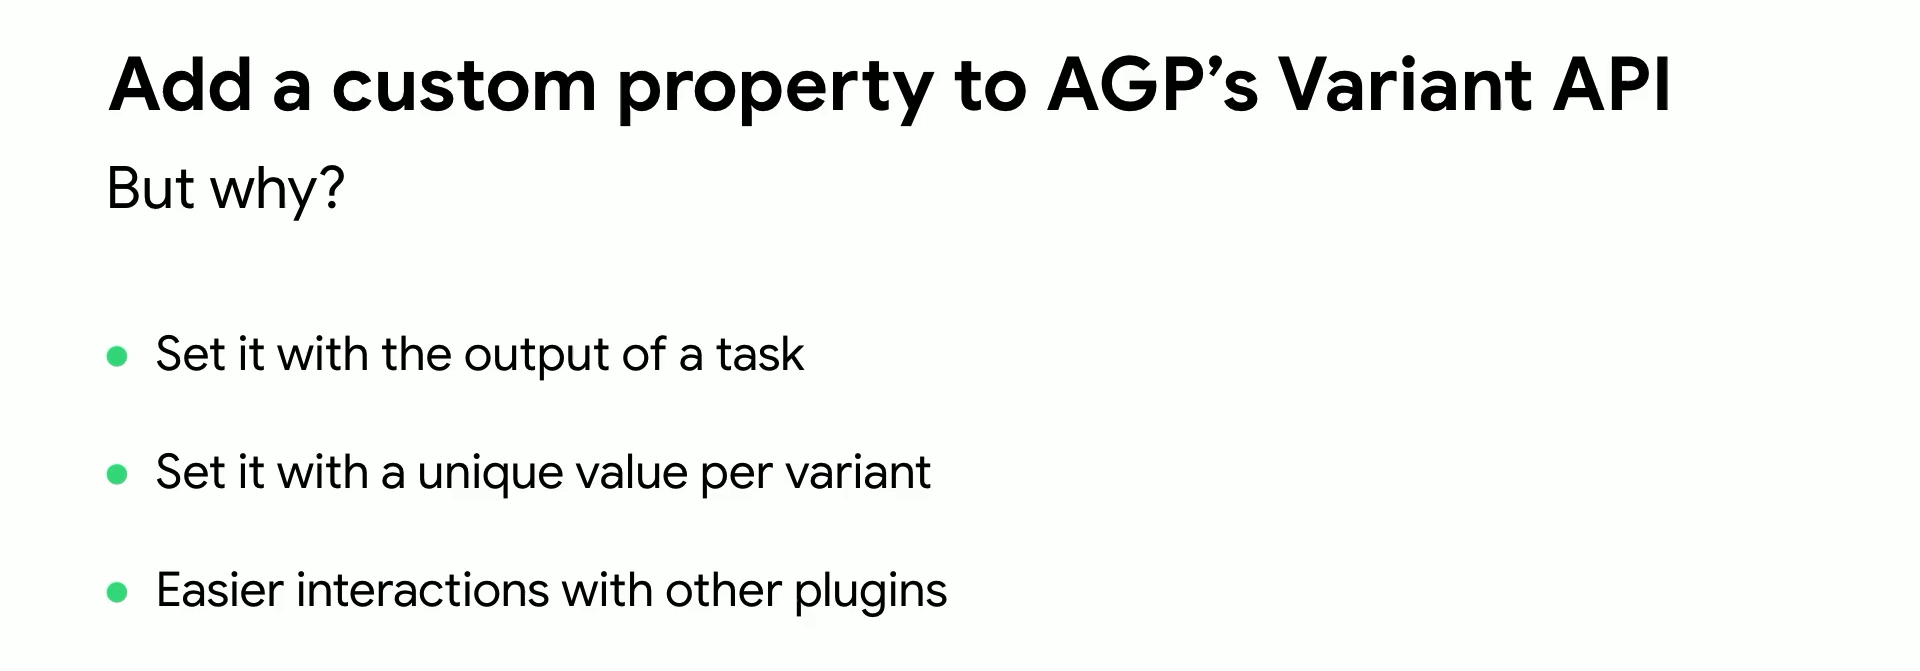 Add a custom property to AGP’s Variant API
But why?
Set it with the output of a task
Set it with a unique value per variant
Easier interactions with other plugins